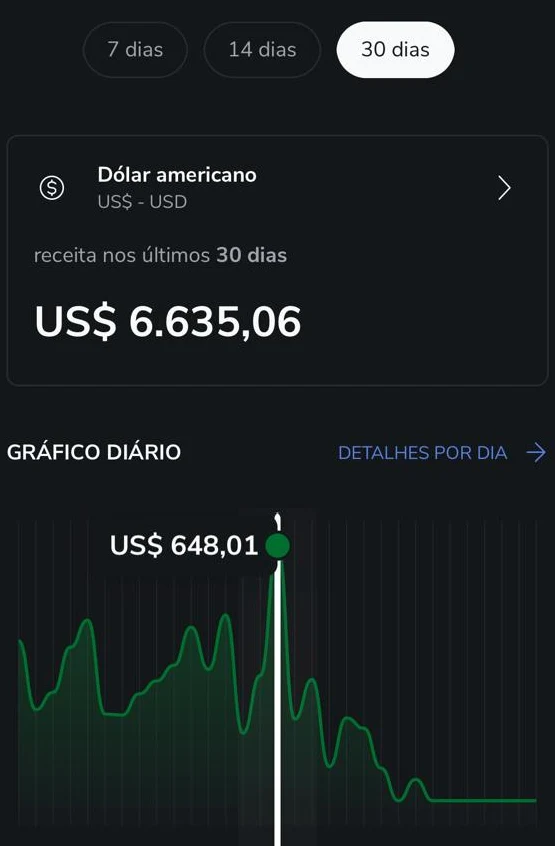 7 dias
14 dias
30 dias
Dólar americano
US$ - USD
receita nos últimos 30 dias
US$ 6.635,06
GRÁFICO DIÁRIO
DETALHES POR DIA
US$ 648,01